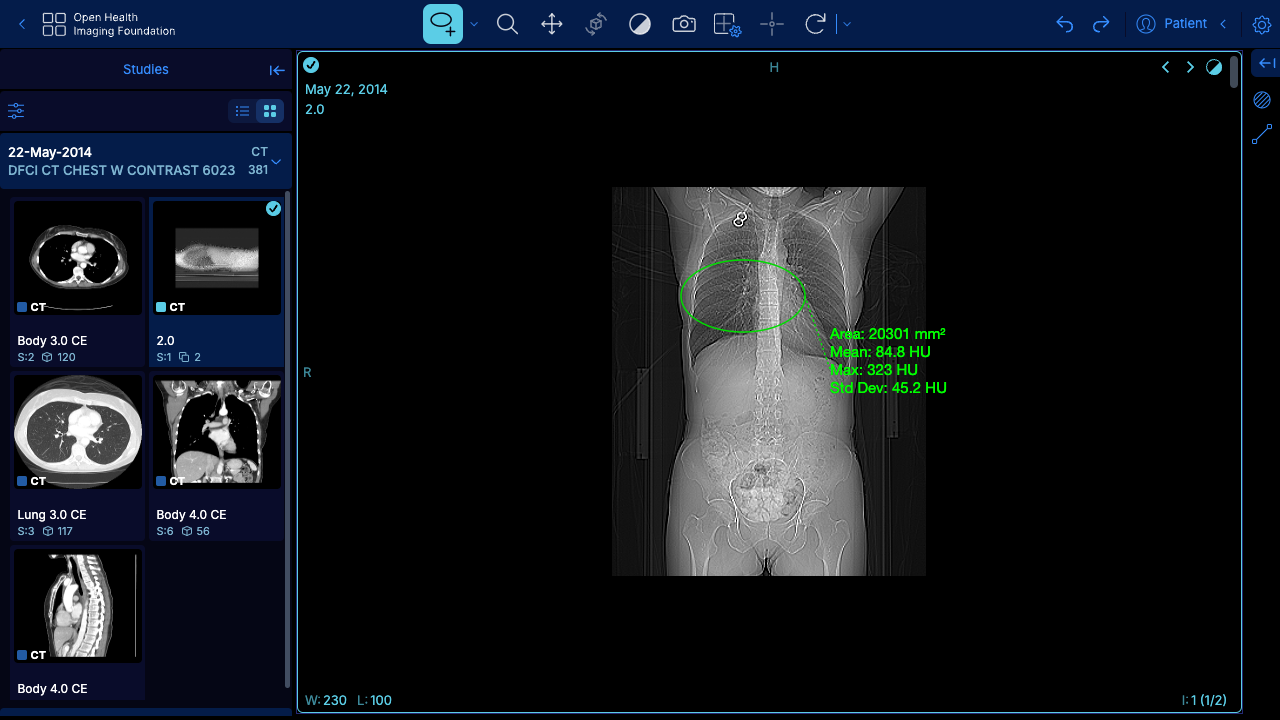 Open Health
Imaging Foundation
Patient
Studies
22-May-2014
CT
DFCI CT CHEST W CONTRAST 6023
381
CT
Body 3.0 CE
S:2 120
CT
2.0
S:1 2
CT
Lung 3.0 CE
S:3 117
CT
Body 4.0 CE
S:6 56
CT
Body 4.0 CE
H
May 22, 2014
2.0
R
Area: 20301 mm²
Mean: 84.8 HU
Max: 323 HU
Std Dev: 45.2 HU
W: 230 L: 100
I: 1 (1/2)